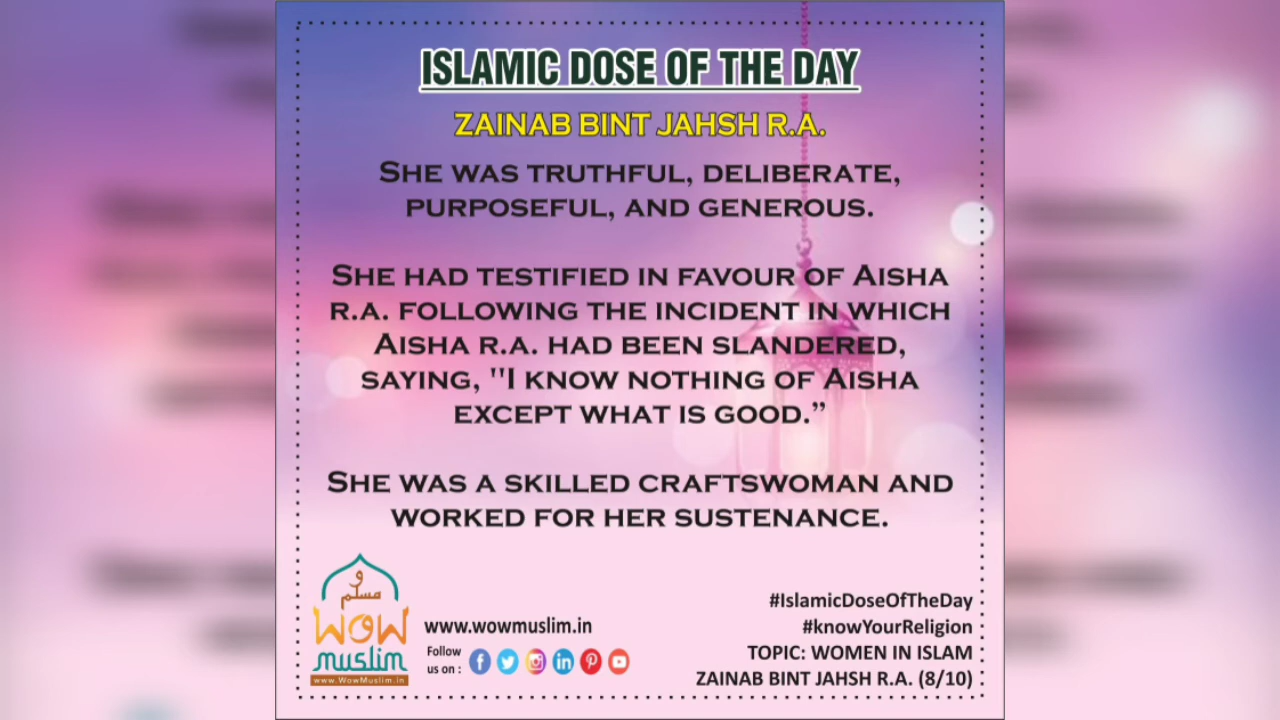 ISLAMIC DOSE OF THE DAY
ZAINAB BINT JAHSH R.A.
SHE WAS TRUTHFUL, DELIBERATE,
PURPOSEFUL, AND GENEROUS.
SHE HAD TESTIFIED IN FAVOUR OF AISHA
R.A. FOLLOWING THE INCIDENT IN WHICH
AISHA R.A. HAD BEEN SLANDERED,
SAYING, "I KNOW NOTHING OF AISHA
EXCEPT WHAT IS GOOD.”
SHE WAS A SKILLED CRAFTSWOMAN AND
WORKED FOR HER SUSTENANCE.
و
مسلم
WOW
muslim
www.WowMuslim.in
www.wowmuslim.in
Follow
us on :
#IslamicDoseOfTheDay
#knowYourReligion
TOPIC: WOMEN IN ISLAM
ZAINAB BINT JAHSH R.A. (8/10)